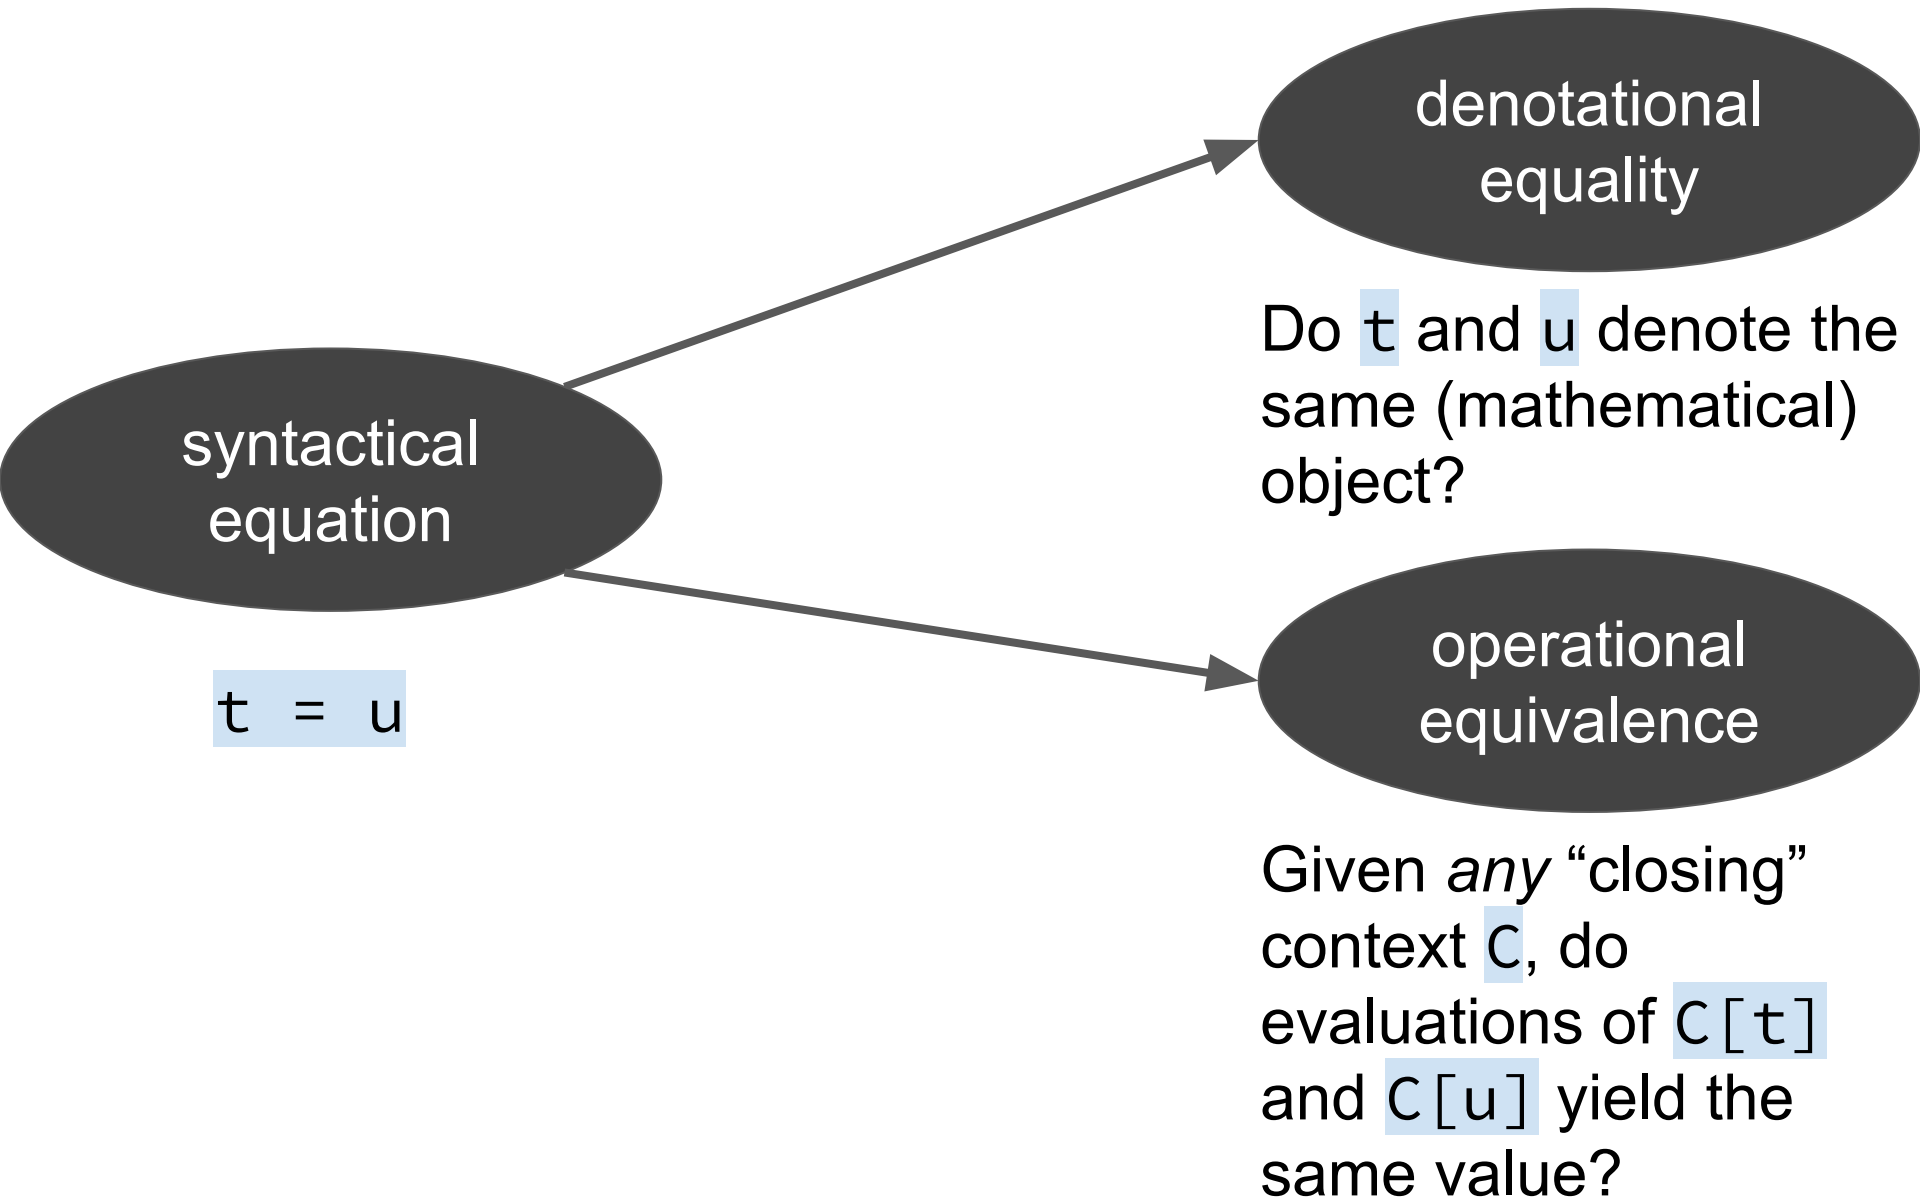 syntactical
equation
t = u
denotational
equality
Do t and u denote the
same (mathematical)
object?
operational
equivalence
Given any “closing”
context C, do
evaluations of C[t]
and C[u] yield the
same value?